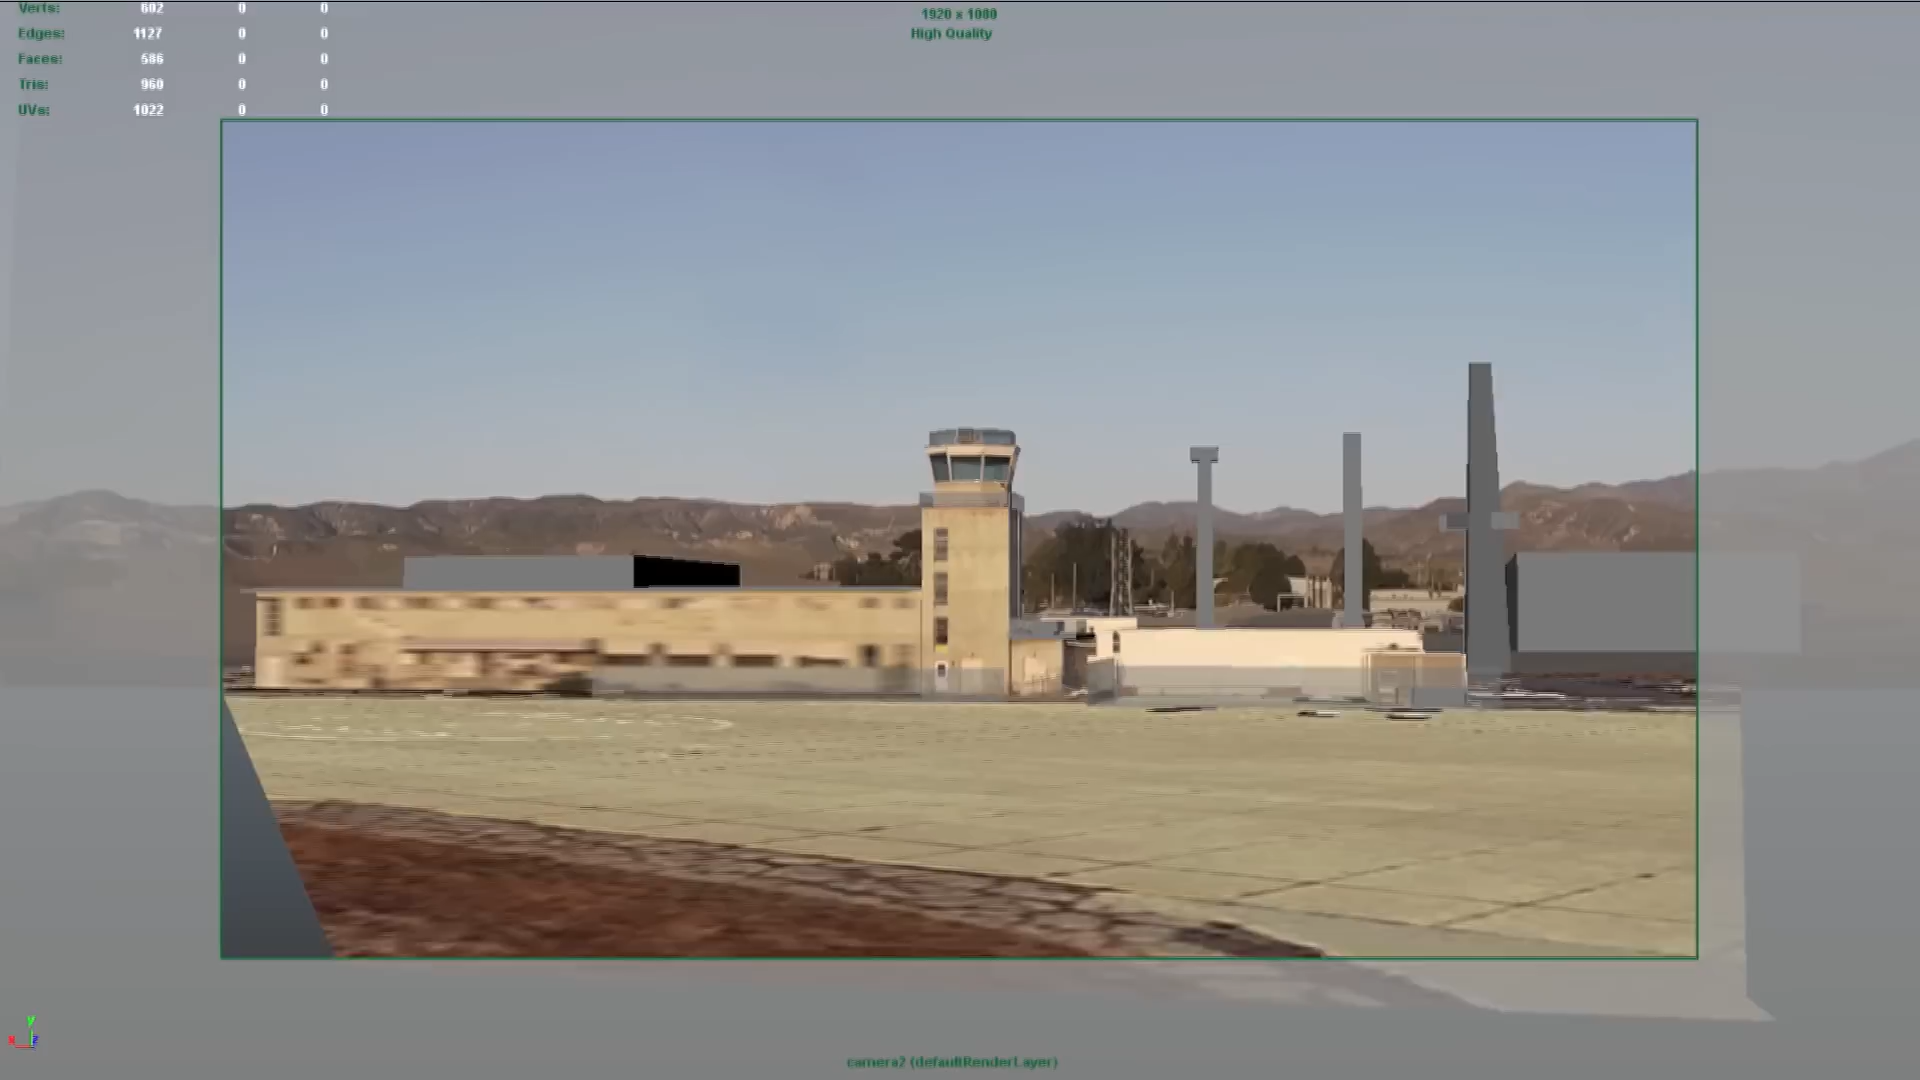 Verts: 602 0 0
Edges: 1127 0 0
Faces: 586 0 0
Tris: 960 0 0
UVs: 1022 0 0
1920 x 1080
High Quality
y
x z
camera2 (defaultRenderLayer)